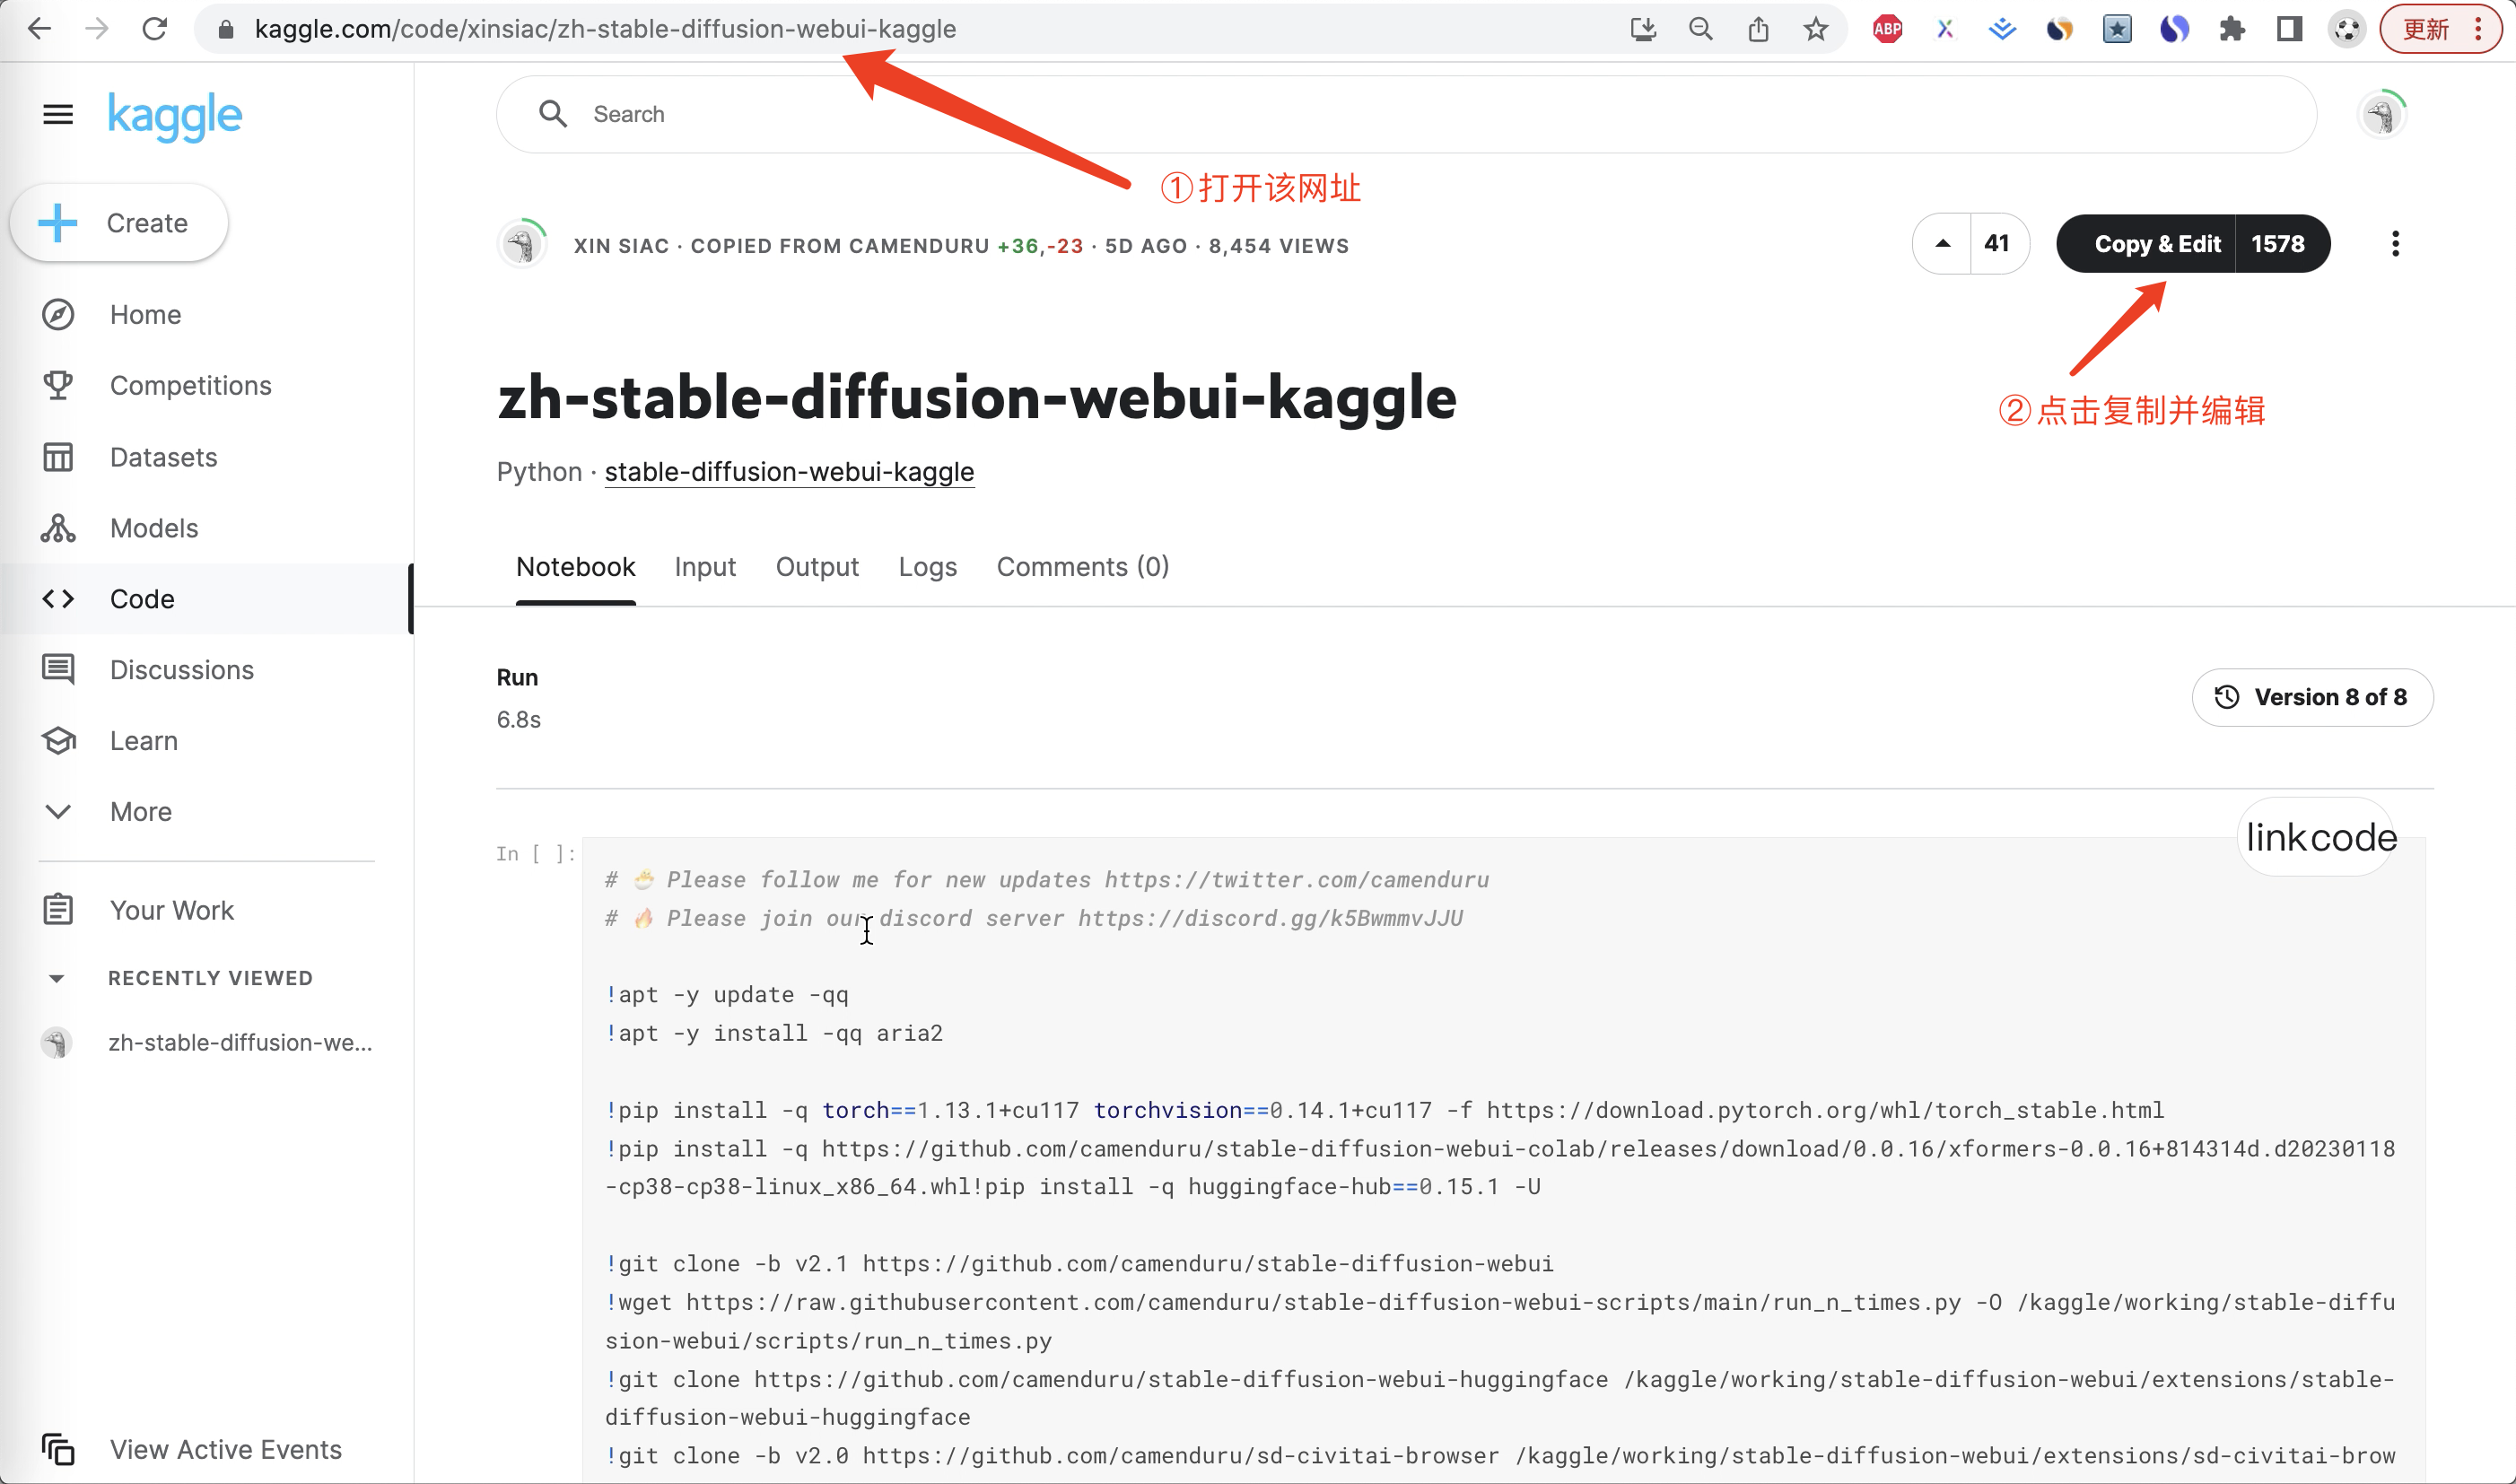 kaggle.com/code/xinsiac/zh-stable-diffusion-webui-kaggle
ABP
更新
kaggle
Search
①打开该网址
Create
XIN SIAC · COPIED FROM CAMENDURU +36,-23 · 5D AGO · 8,454 VIEWS
41
Copy & Edit 1578
②点击复制并编辑
Home
Competitions
Datasets
Models
Code
Discussions
Learn
More
Your Work
RECENTLY VIEWED
zh-stable-diffusion-we...
View Active Events
zh-stable-diffusion-webui-kaggle
Python · stable-diffusion-webui-kaggle
Notebook Input Output Logs Comments (0)
Run
6.8s
Version 8 of 8
linkcode
In [ ]:
# 🐣 Please follow me for new updates https://twitter.com/camenduru
# 🔥 Please join our discord server https://discord.gg/k5BwmmvJJU
!apt -y update -qq
!apt -y install -qq aria2
!pip install -q torch==1.13.1+cu117 torchvision==0.14.1+cu117 -f https://download.pytorch.org/whl/torch_stable.html
!pip install -q https://github.com/camenduru/stable-diffusion-webui-colab/releases/download/0.0.16/xformers-0.0.16+814314d.d20230118
-cp38-cp38-linux_x86_64.whl!pip install -q huggingface-hub==0.15.1 -U
!git clone -b v2.1 https://github.com/camenduru/stable-diffusion-webui
!wget https://raw.githubusercontent.com/camenduru/stable-diffusion-webui-scripts/main/run_n_times.py -O /kaggle/working/stable-diffu
sion-webui/scripts/run_n_times.py
!git clone https://github.com/camenduru/stable-diffusion-webui-huggingface /kaggle/working/stable-diffusion-webui/extensions/stable-
diffusion-webui-huggingface
!git clone -b v2.0 https://github.com/camenduru/sd-civitai-browser /kaggle/working/stable-diffusion-webui/extensions/sd-civitai-brow